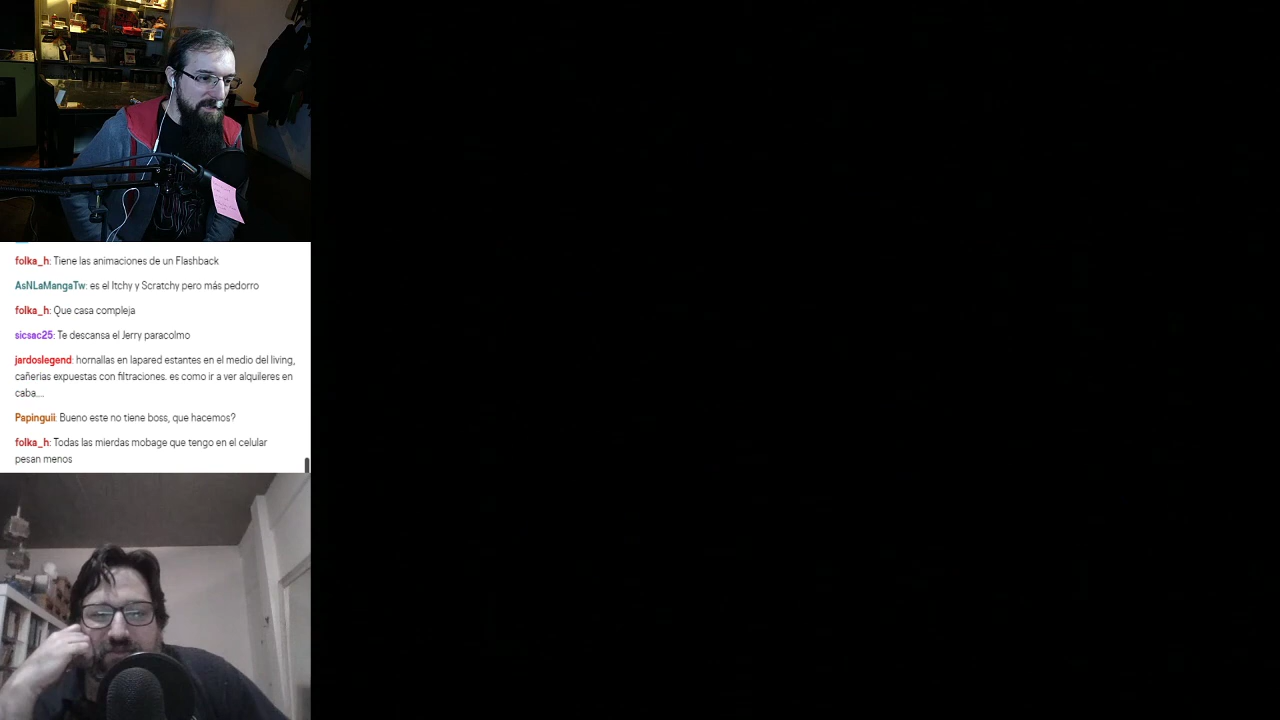 folka_h: Tiene las animaciones de un Flashback
AsNLaMangaTw: es el Itchy y Scratchy pero más pedorro
folka_h: Que casa compleja
sicsac25: Te descansa el Jerry paracolmo
jardoslegend: hornallas en lapared estantes en el medio del living,
cañerias expuestas con filtraciones. es como ir a ver alquileres en
caba....
Papinguii: Bueno este no tiene boss, que hacemos?
folka_h: Todas las mierdas mobage que tengo en el celular
pesan menos